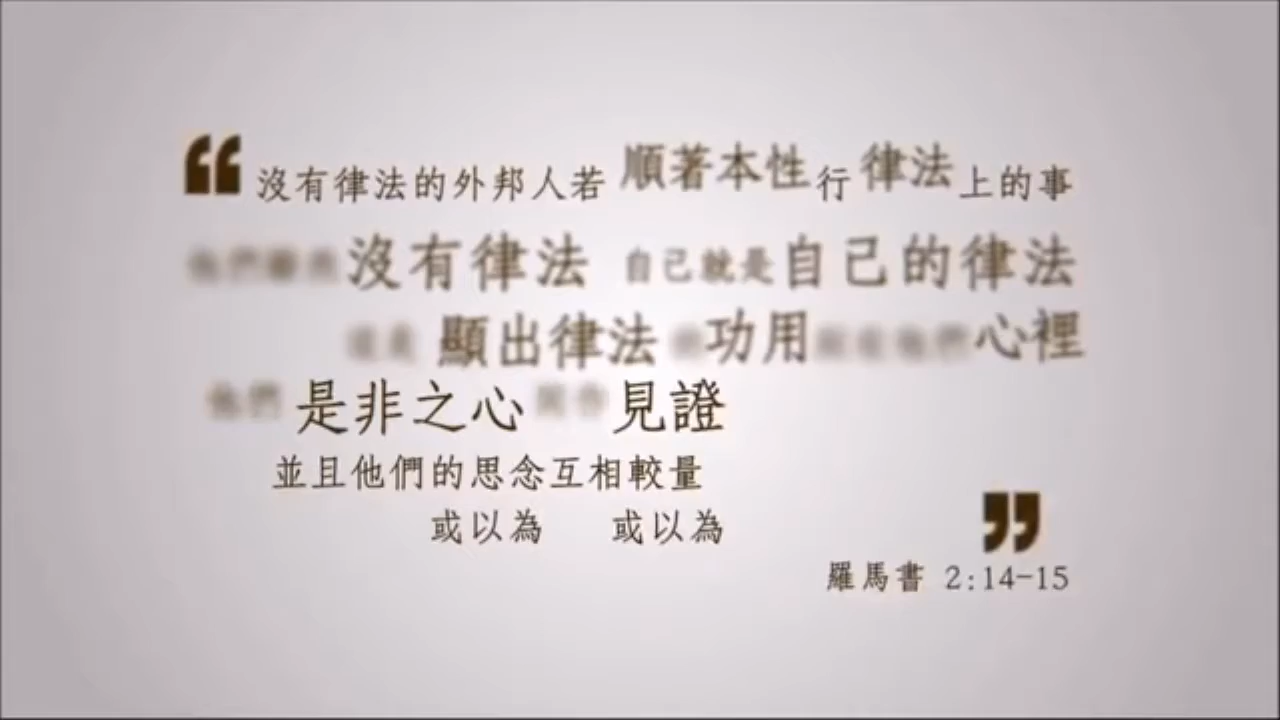 “沒有律法的外邦人若順著本性行律法上的事
沒有律法 自己就是自己的律法
顯出律法 功用 心裡
他們 是非之心 見證
並且他們的思念互相較量
或以為 或以為 ”
羅馬書 2:14-15